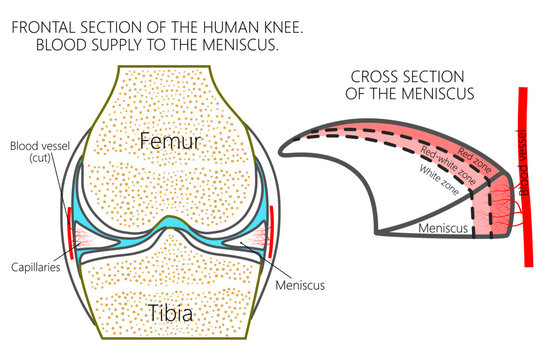 FRONTAL SECTION OF THE HUMAN KNEE.
BLOOD SUPPLY TO THE MENISCUS.
CROSS SECTION
OF THE MENISCUS
Blood vessel
(cut)
Femur
Capillaries
Meniscus
Tibia
Red zone
Red-white zone
White zone
Meniscus
Blood vessel